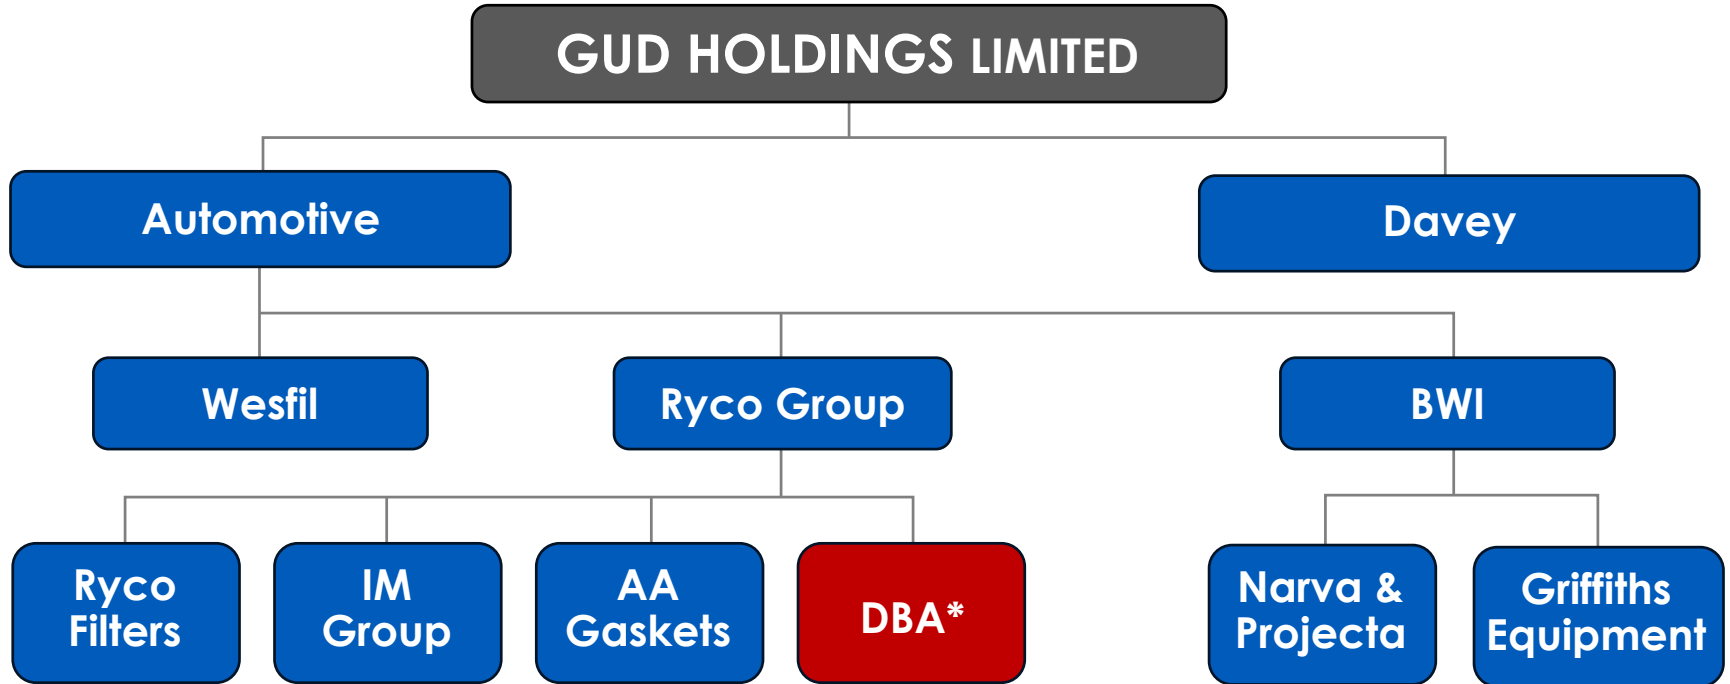 GUD HOLDINGS LIMITED
Automotive
Davey
Wesfil
Ryco Group
BWI
Ryco
Filters
IM
Group
AA
Gaskets
DBA*
Narva &
Projecta
Griffiths
Equipment